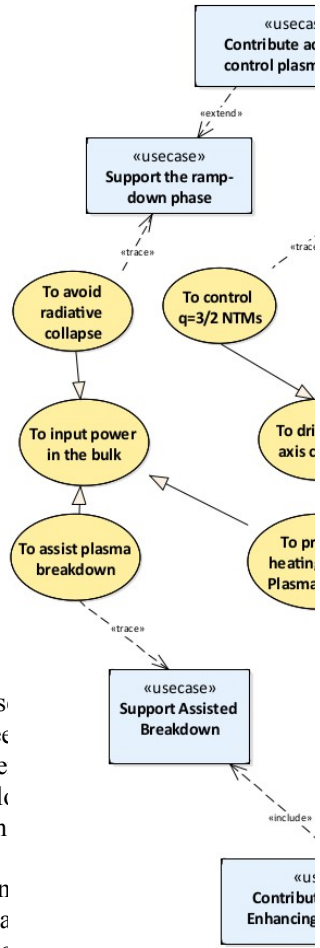 «usecas
Contribute ac
control plasm
«extend»
«usecase»
Support the ramp-
down phase
«trace»
«trace
To avoid
radiative
collapse
To control
q=3/2 NTMs
To input power
in the bulk
To dri
axis c
To assist plasma
breakdown
To pr
heating
Plasma
«trace»
«usecase»
Support Assisted
Breakdown
«include»
«us
Contribut
Enhancing